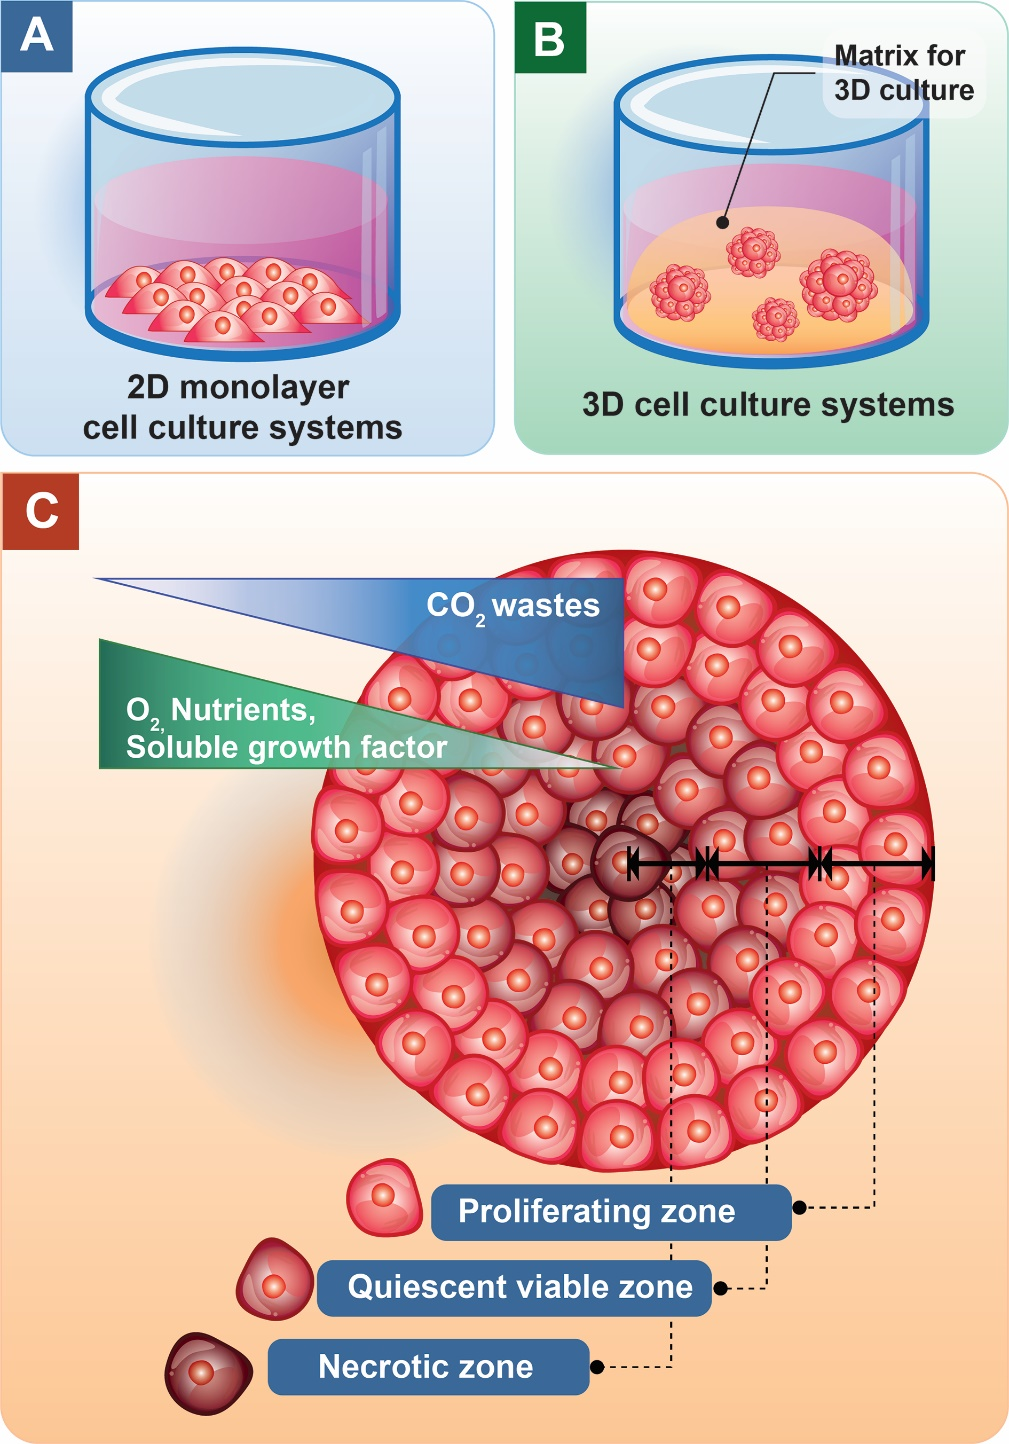 A
2D monolayer
cell culture systems
B
Matrix for
3D culture
3D cell culture systems
C
CO2 wastes
O2, Nutrients,
Soluble growth factor
Proliferating zone
Quiescent viable zone
Necrotic zone